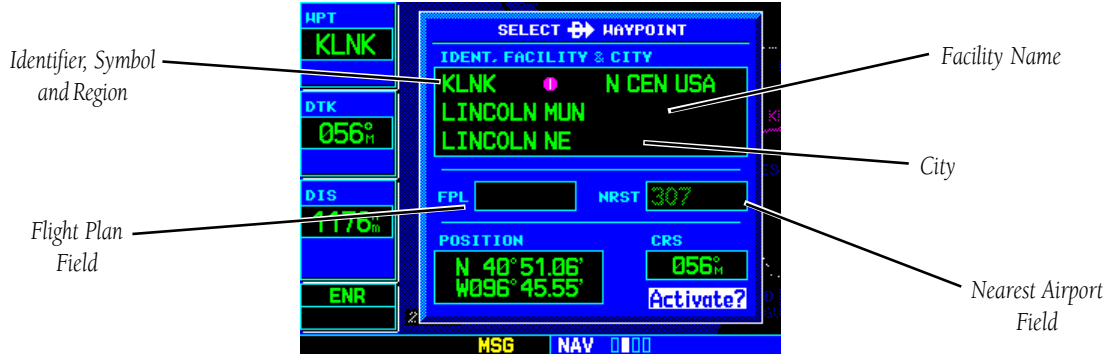 WPT
KLNK
DTK
056°M
DIS
1176nm
ENR
SELECT D WAYPOINT
IDENT, FACILITY & CITY
KLNK N CEN USA
LINCOLN MUN
LINCOLN NE
FPL
NRST 307
POSITION
N 40°51.06'
W096°45.55'
CRS
056°M
Activate?
2
MSG
NAV
Identifier, Symbol
and Region
Flight Plan
Field
Facility Name
City
Nearest Airport
Field